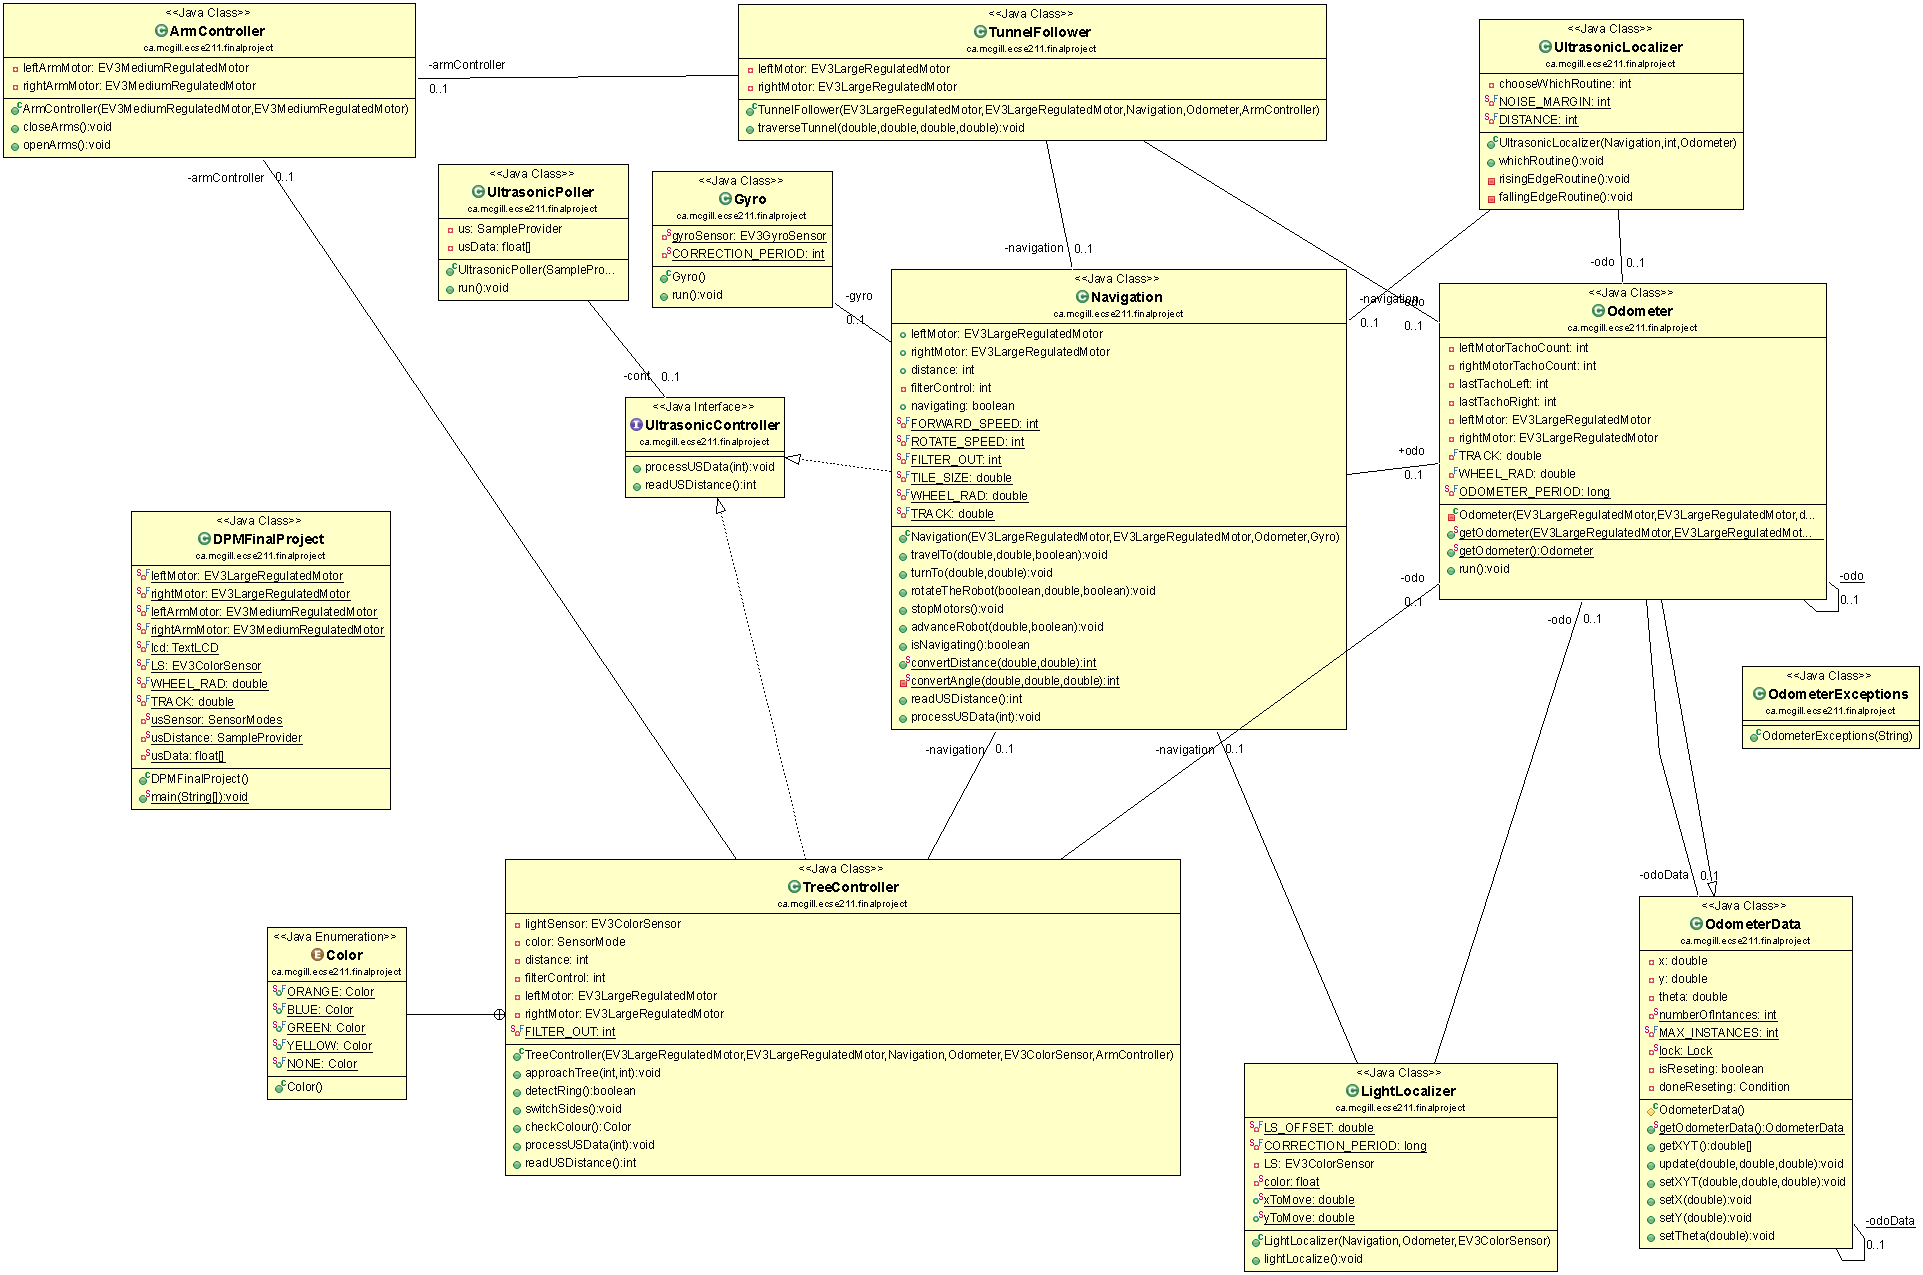 <<Java Class>>
ArmController
ca.mcgill.ecse211.finalproject
leftArmMotor: EV3MediumRegulatedMotor
rightArmMotor: EV3MediumRegulatedMotor
ArmController(EV3MediumRegulatedMotor,EV3MediumRegulatedMotor)
closeArms():void
openArms():void
-armController
0..1
-armController
0..1
<<Java Class>>
TunnelFollower
ca.mcgill.ecse211.finalproject
leftMotor: EV3LargeRegulatedMotor
rightMotor: EV3LargeRegulatedMotor
TunnelFollower(EV3LargeRegulatedMotor,EV3LargeRegulatedMotor,Navigation,Odometer,ArmController)
traverseTunnel(double,double,double,double):void
<<Java Class>>
UltrasonicLocalizer
ca.mcgill.ecse211.finalproject
chooseWhichRoutine: int
NOISE_MARGIN: int
DISTANCE: int
UltrasonicLocalizer(Navigation,int,Odometer)
whichRoutine():void
risingEdgeRoutine():void
fallingEdgeRoutine():void
<<Java Class>>
UltrasonicPoller
ca.mcgill.ecse211.finalproject
us: SampleProvider
usData: float[]
UltrasonicPoller(SamplePro...
run():void
<<Java Class>>
Gyro
ca.mcgill.ecse211.finalproject
gyroSensor: EV3GyroSensor
CORRECTION_PERIOD: int
Gyro()
run():void
-gyro
0..1
-navigation
0..1
-odo
0..1
-navigation
0..1
-odo
0..1
-cont
0..1
<<Java Interface>>
UltrasonicController
ca.mcgill.ecse211.finalproject
processUSData(int):void
readUSDistance():int
<<Java Class>>
Navigation
ca.mcgill.ecse211.finalproject
leftMotor: EV3LargeRegulatedMotor
rightMotor: EV3LargeRegulatedMotor
distance: int
filterControl: int
navigating: boolean
FORWARD_SPEED: int
ROTATE_SPEED: int
FILTER_OUT: int
TILE_SIZE: double
WHEEL_RAD: double
TRACK: double
Navigation(EV3LargeRegulatedMotor,EV3LargeRegulatedMotor,Odometer,Gyro)
travelTo(double,double,boolean):void
turnTo(double,double):void
rotateTheRobot(boolean,double,boolean):void
stopMotors():void
advanceRobot(double,boolean):void
isNavigating():boolean
convertDistance(double,double):int
convertAngle(double,double,double):int
readUSDistance():int
processUSData(int):void
+odo
0..1
-odo
0..1
<<Java Class>>
Odometer
ca.mcgill.ecse211.finalproject
leftMotorTachoCount: int
rightMotorTachoCount: int
lastTachoLeft: int
lastTachoRight: int
leftMotor: EV3LargeRegulatedMotor
rightMotor: EV3LargeRegulatedMotor
TRACK: double
WHEEL_RAD: double
ODOMETER_PERIOD: long
Odometer(EV3LargeRegulatedMotor,EV3LargeRegulatedMotor,d...
getOdometer(EV3LargeRegulatedMotor,EV3LargeRegulatedMot...
getOdometer():Odometer
run():void
-odo
0..1
-odo
0..1
<<Java Class>>
DPMFinalProject
ca.mcgill.ecse211.finalproject
leftMotor: EV3LargeRegulatedMotor
rightMotor: EV3LargeRegulatedMotor
leftArmMotor: EV3MediumRegulatedMotor
rightArmMotor: EV3MediumRegulatedMotor
lcd: TextLCD
LS: EV3ColorSensor
WHEEL_RAD: double
TRACK: double
usSensor: SensorModes
usDistance: SampleProvider
usData: float[]
DPMFinalProject()
main(String[]):void
<<Java Class>>
OdometerExceptions
ca.mcgill.ecse211.finalproject
OdometerExceptions(String)
-navigation
0..1
-navigation
0..1
<<Java Class>>
TreeController
ca.mcgill.ecse211.finalproject
lightSensor: EV3ColorSensor
color: SensorMode
distance: int
filterControl: int
leftMotor: EV3LargeRegulatedMotor
rightMotor: EV3LargeRegulatedMotor
FILTER_OUT: int
TreeController(EV3LargeRegulatedMotor,EV3LargeRegulatedMotor,Navigation,Odometer,EV3ColorSensor,ArmController)
approachTree(int,int):void
detectRing():boolean
switchSides():void
checkColour():Color
processUSData(int):void
readUSDistance():int
<<Java Enumeration>>
Color
ca.mcgill.ecse211.finalproject
ORANGE: Color
BLUE: Color
GREEN: Color
YELLOW: Color
NONE: Color
Color()
<<Java Class>>
LightLocalizer
ca.mcgill.ecse211.finalproject
LS_OFFSET: double
CORRECTION_PERIOD: long
LS: EV3ColorSensor
color: float
xToMove: double
yToMove: double
LightLocalizer(Navigation,Odometer,EV3ColorSensor)
lightLocalize():void
-odoData
0..1
<<Java Class>>
OdometerData
ca.mcgill.ecse211.finalproject
x: double
y: double
theta: double
numberOfIntances: int
MAX_INSTANCES: int
lock: Lock
isReseting: boolean
doneReseting: Condition
OdometerData()
getOdometerData():OdometerData
getXYT():double[]
update(double,double,double):void
setXYT(double,double,double):void
setX(double):void
setY(double):void
setTheta(double):void
-odoData
0..1